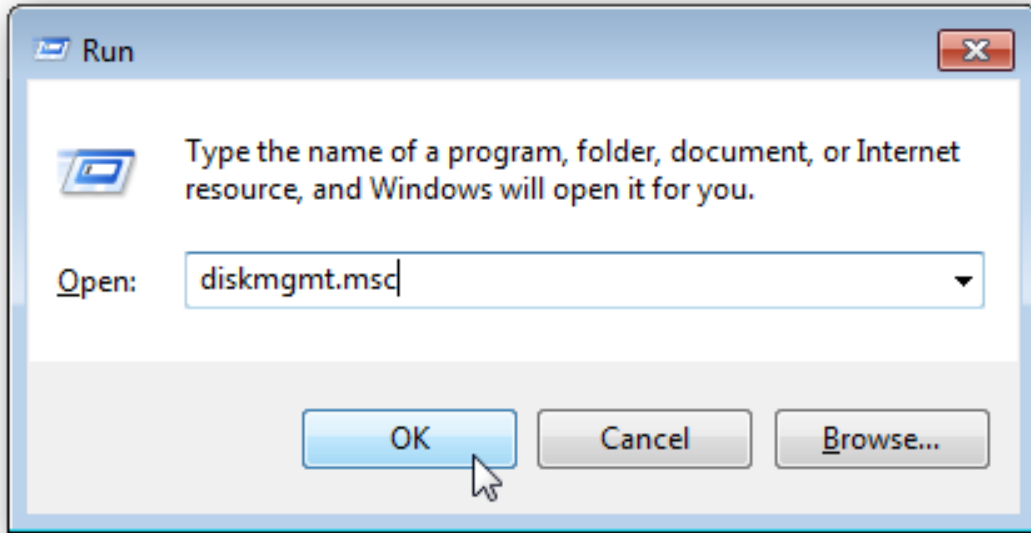 Run
Type the name of a program, folder, document, or Internet
resource, and Windows will open it for you.
Open: diskmgmt.msc
OK Cancel Browse...